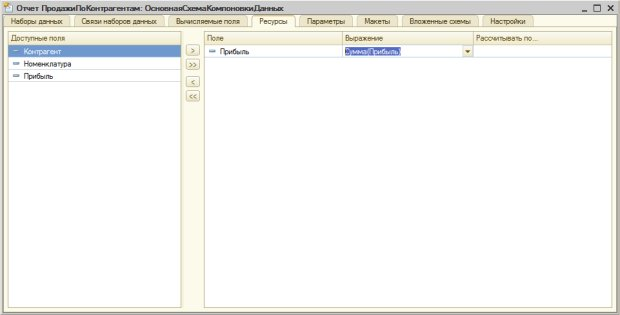 Отчет ПродажиПоКонтрагентам: ОсновнаяСхемаКомпоновкиДанных
Наборы данных Связи наборов данных Вычисляемые поля Ресурсы Параметры Макеты Вложенные схемы Настройки
Доступные поля
Контрагент
Номенклатура
Прибыль
>
>>
<
<<
Поле Выражение Рассчитывать по...
Прибыль Сумма(Прибыль)